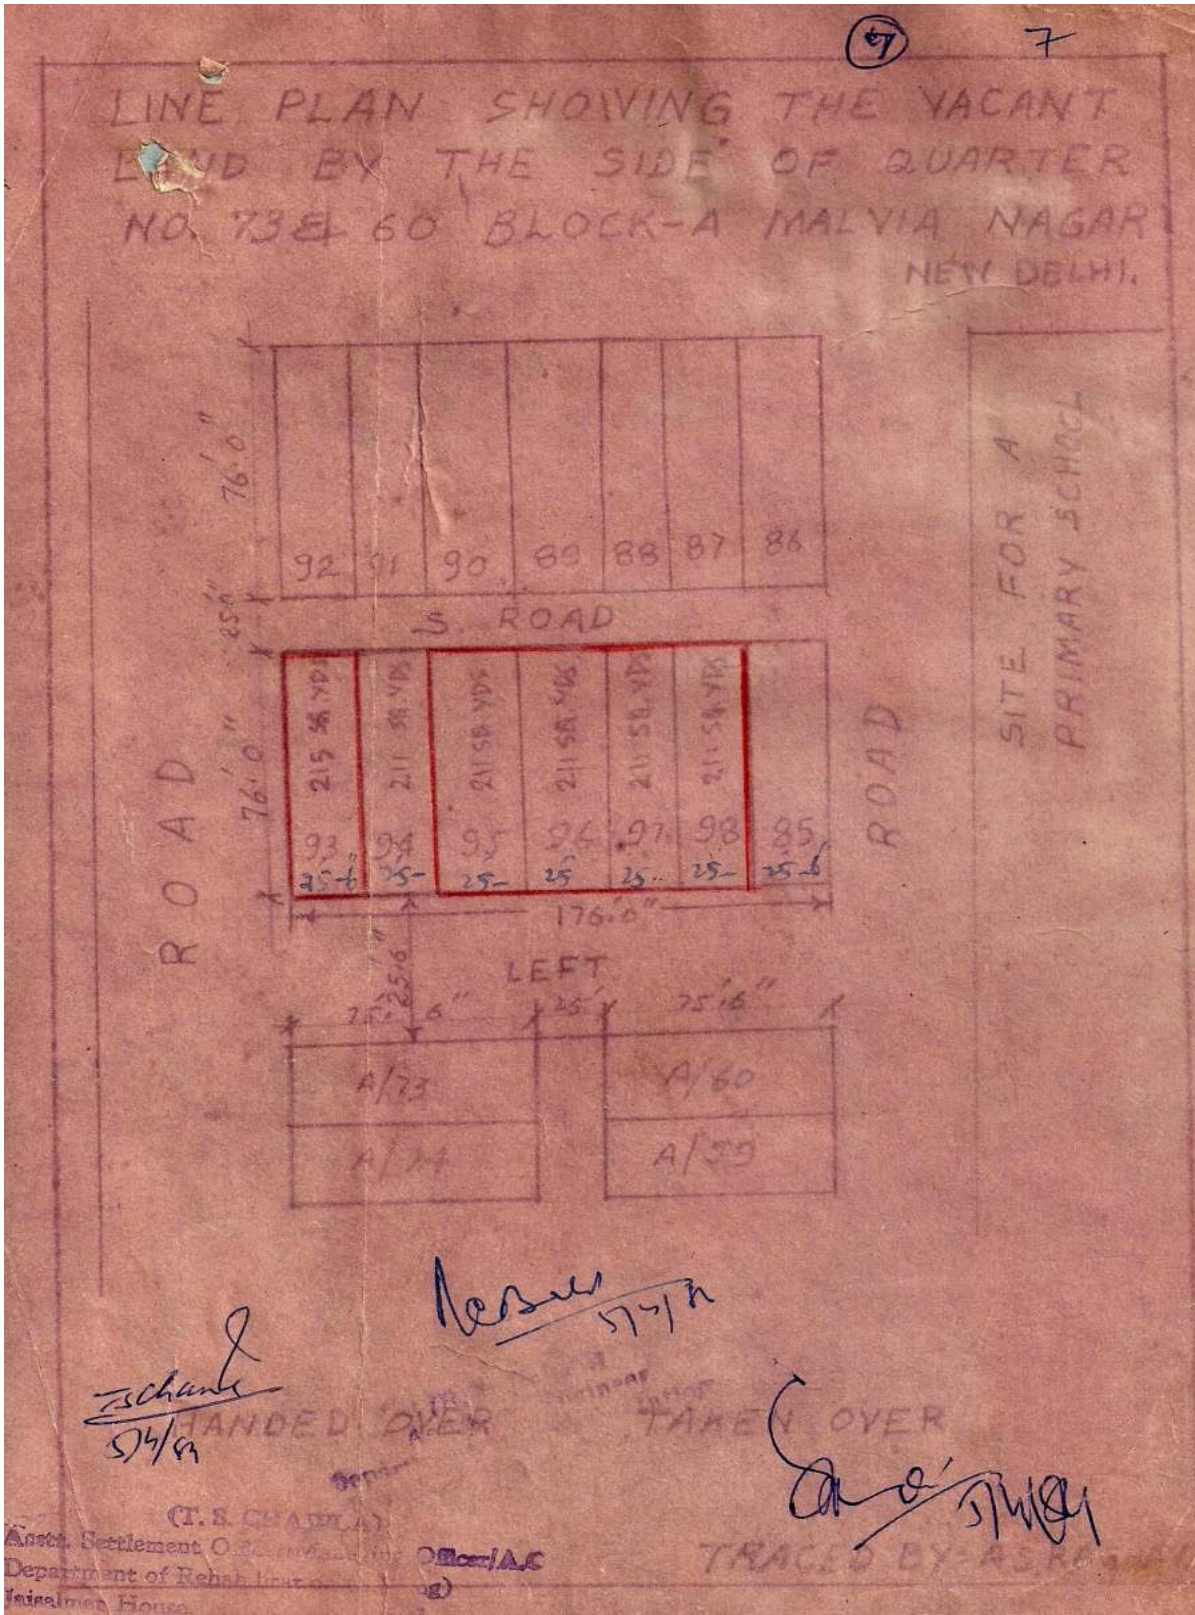 7 7
LINE PLAN SHOWING THE VACANT
LAND BY THE SIDE OF QUARTER
NO. 73 & 60 BLOCK-A MALVIA NAGAR
NEW DELHI.
76'.0"
92 91 90 89 88 87 86
25'.0"
S. ROAD
76'.0"
215 SQ.YDS 211 SQ.YDS 211 SQ.YDS 211 SQ.YDS 211 SQ.YDS 211 SQ.YDS
93 94 95 96 97 98 85
25-6 25- 25- 25 25.. 25- 25-6
176'.0"
ROAD
ROAD
SITE FOR A
PRIMARY SCHOOL
25'.6"
LEFT
75'.6" 25' 75'.6"
A/73 A/60
A/74 A/59
HANDED OVER TAKEN OVER
(T. S. CHAWLA)
Asstt. Settlement Officer/A.C
Department of Rehab
Jaisalmer House
TRACED BY